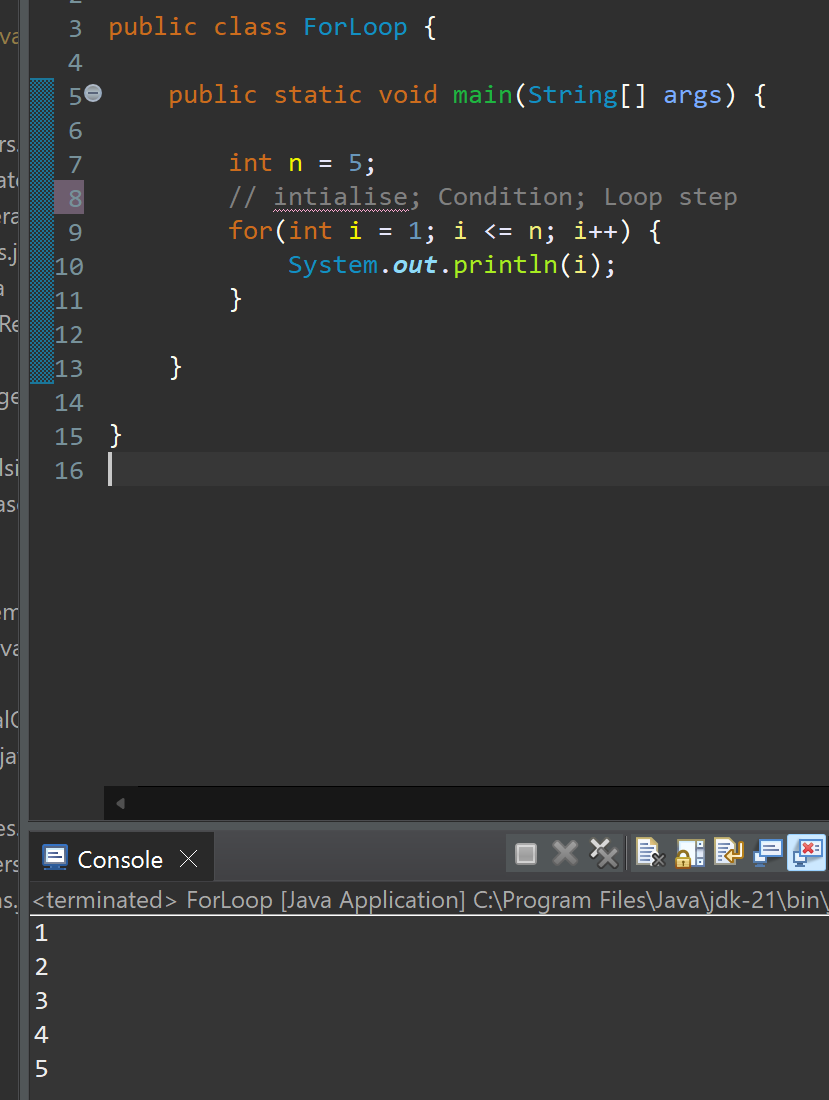 3 public class ForLoop {
4
5 public static void main(String[] args) {
6
7 int n = 5;
8 // intialise; Condition; Loop step
9 for(int i = 1; i <= n; i++) {
10 System.out.println(i);
11 }
12
13 }
14
15 }
16
Console
<terminated> ForLoop [Java Application] C:\Program Files\Java\jdk-21\bin\
1
2
3
4
5